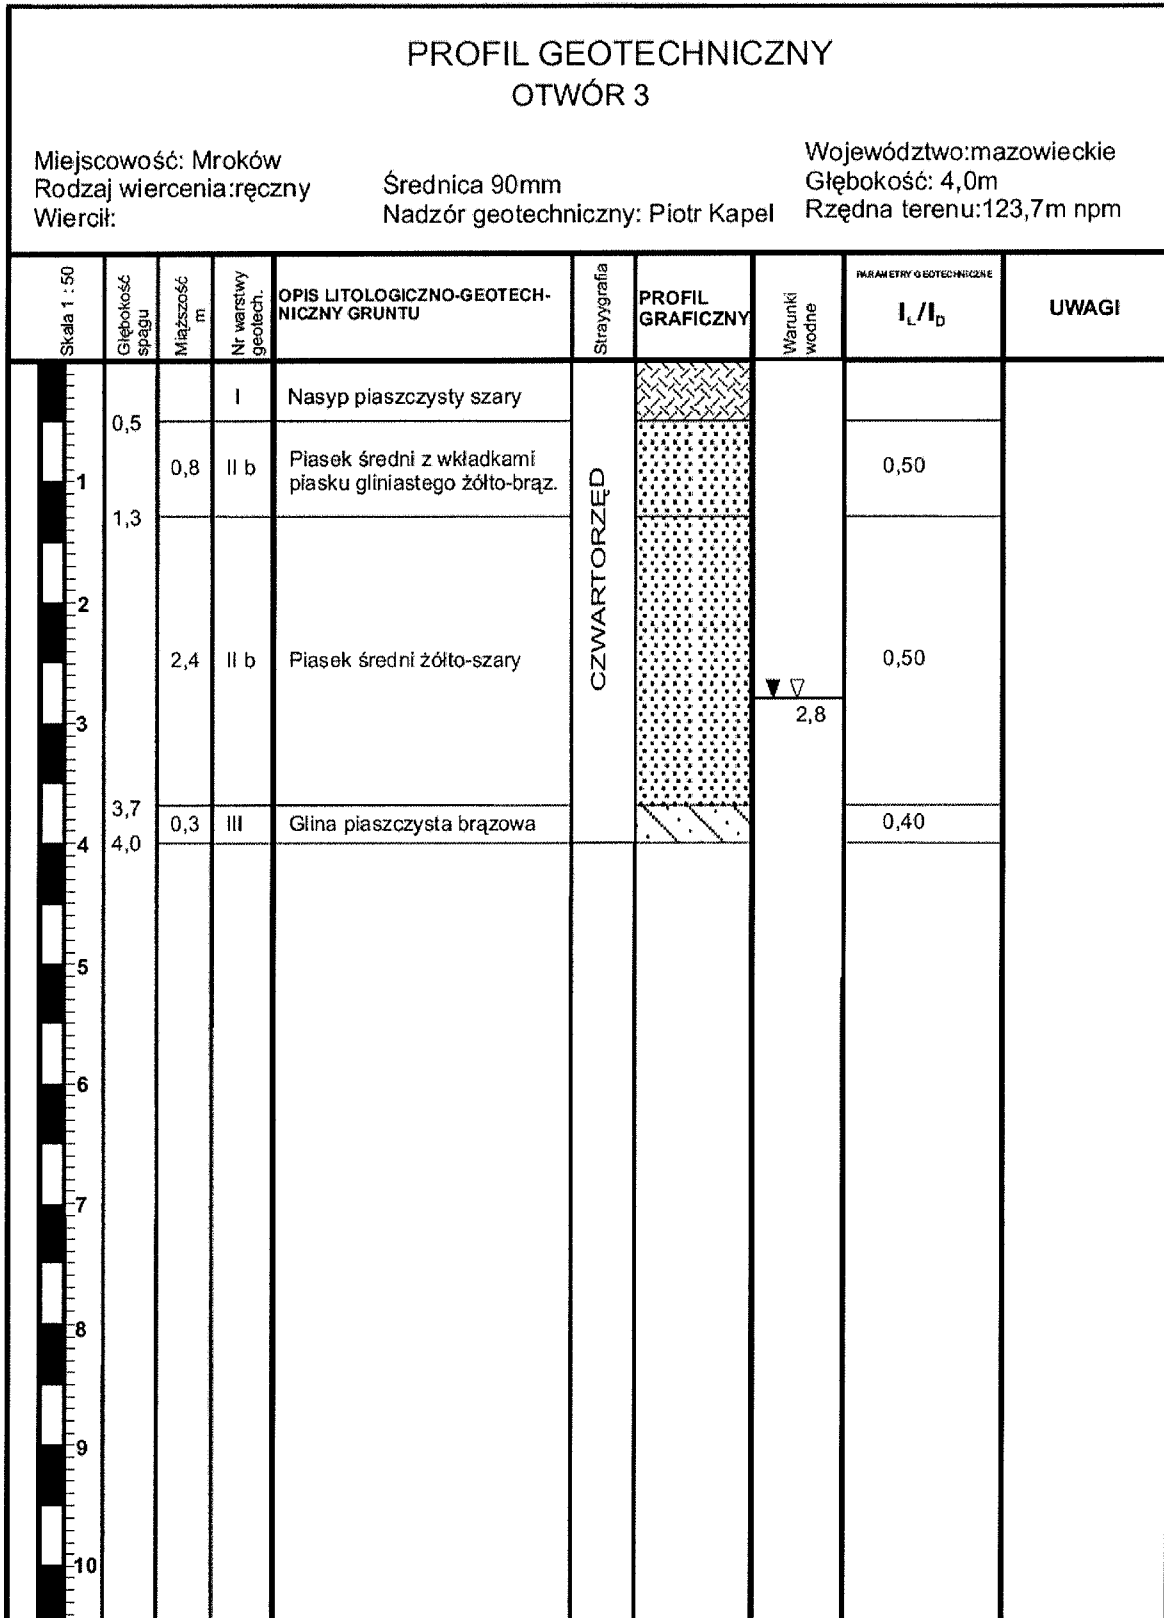 PROFIL GEOTECHNICZNY
OTWÓR 3
Miejscowość: Mroków
Rodzaj wiercenia:ręczny
Wiercił:
Średnica 90mm
Nadzór geotechniczny: Piotr Kapel
Województwo:mazowieckie
Głębokość: 4,0m
Rzędna terenu:123,7m npm
Skala 1 : 50
Głębokość
spągu
Miąższość
m
Nr warstwy
geotech.
OPIS LITOLOGICZNO-GEOTECH-
NICZNY GRUNTU
Strayygrafia
PROFIL
GRAFICZNY
Warunki
wodne
PARAMETRY GEOTECHNICZNE
IL/ID
UWAGI
I
Nasyp piaszczysty szary
0,5
0,8
II b
Piasek średni z wkładkami
piasku gliniastego żółto-brąz.
0,50
1
1,3
CZWARTORZĘD
2
2,4
II b
Piasek średni żółto-szary
0,50
2,8
3
3,7
0,3
III
Glina piaszczysta brązowa
0,40
4
4,0
5
6
7
8
9
10